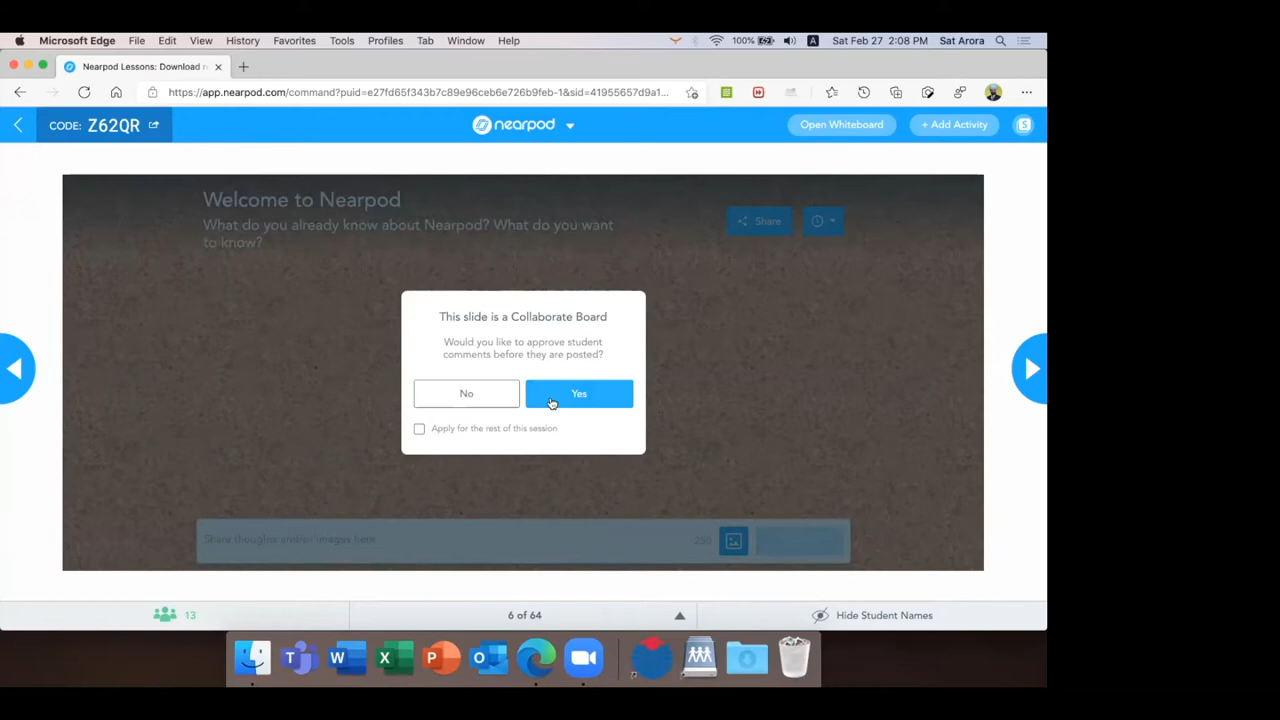 Microsoft Edge File Edit View History Favorites Tools Profiles Tab Window Help 100% A Sat Feb 27 2:08 PM Sat Arora
Nearpod Lessons: Download r
https://app.nearpod.com/command?puid=e27fd65f343b7c89e96ceb6e726b9feb-1&sid=41955657d9a1...
CODE: Z62QR nearpod Open Whiteboard + Add Activity S
Welcome to Nearpod
What do you already know about Nearpod? What do you want
to know?
Share
This slide is a Collaborate Board
Would you like to approve student
comments before they are posted?
No Yes
Apply for the rest of this session
Share thoughts and/or images here 250
13 6 of 64 Hide Student Names
T W X P O